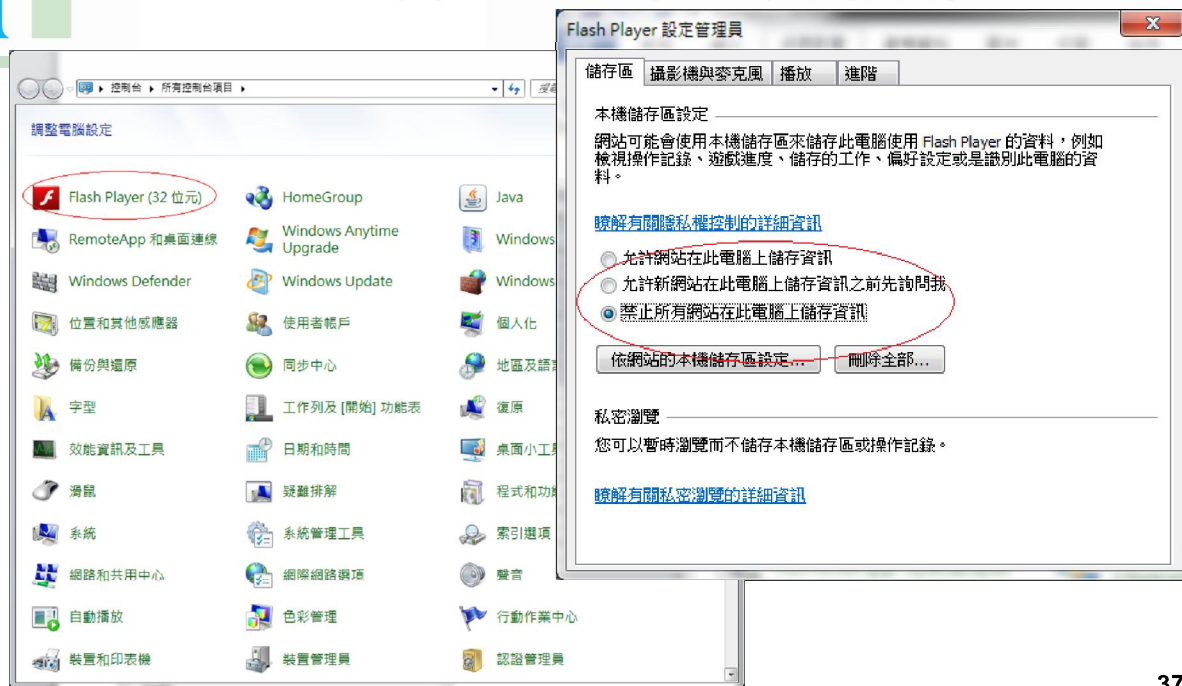 Flash Player 設定管理員
儲存區
攝影機與麥克風
播放
進階
本機儲存區設定
網站可能會使用本機儲存區來儲存此電腦使用 Flash Player 的資料，例如
檢視操作記錄、遊戲進度、儲存的工作、偏好設定或是識別此電腦的資
料。
瞭解有關隱私權控制的詳細資訊
允許網站在此電腦上儲存資訊
允許新網站在此電腦上儲存資訊之前先詢問我
禁止所有網站在此電腦上儲存資訊
依網站的本機儲存區設定...
刪除全部...
私密瀏覽
您可以暫時瀏覽而不儲存本機儲存區或操作記錄。
瞭解有關私密瀏覽的詳細資訊
控制台 ▸ 所有控制台項目 ▸
調整電腦設定
Flash Player (32 位元)
HomeGroup
Java
RemoteApp 和桌面連線
Windows Anytime
Upgrade
Windows
Windows Defender
Windows Update
Windows
位置和其他感應器
使用者帳戶
個人化
備份與還原
同步中心
地區及語言
字型
工作列及 [開始] 功能表
復原
效能資訊及工具
日期和時間
桌面小工具
滑鼠
疑難排解
程式和功能
系統
系統管理工具
索引選項
網路和共用中心
網際網路選項
聲音
自動播放
色彩管理
行動作業中心
裝置和印表機
裝置管理員
認證管理員
37